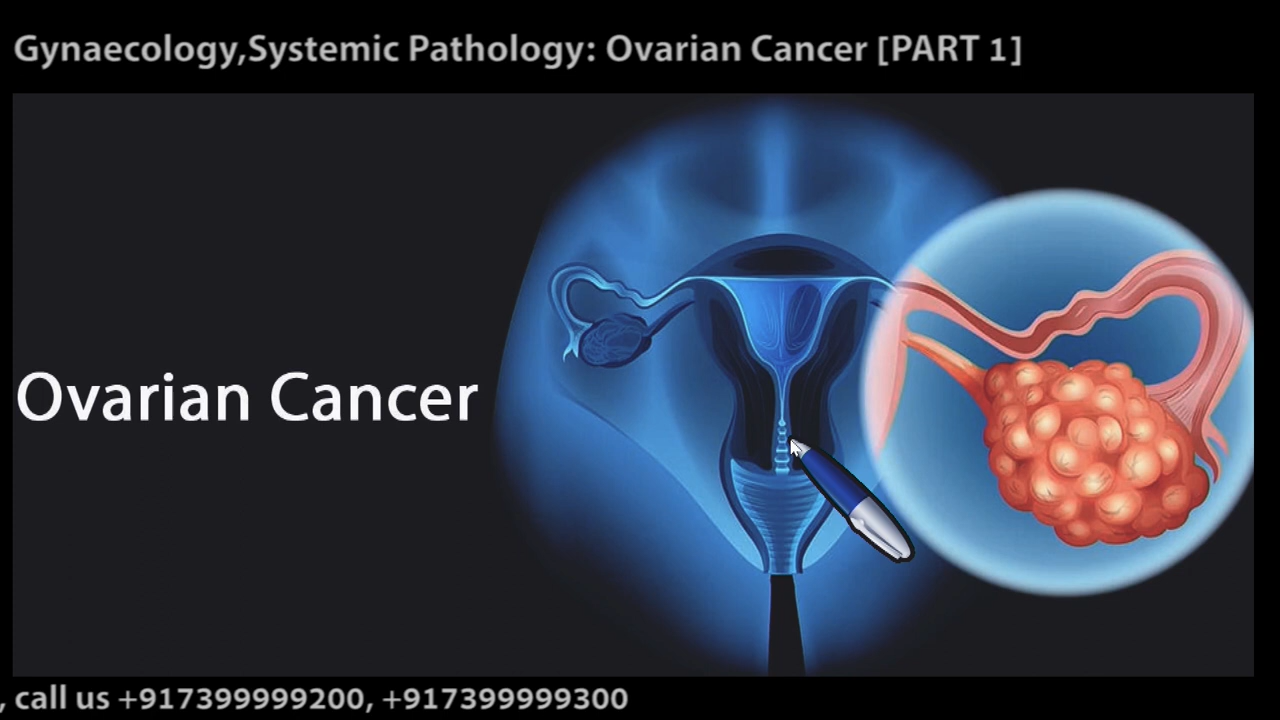 Gynaecology,Systemic Pathology: Ovarian Cancer [PART 1]
Ovarian Cancer
, call us +917399999200, +917399999300